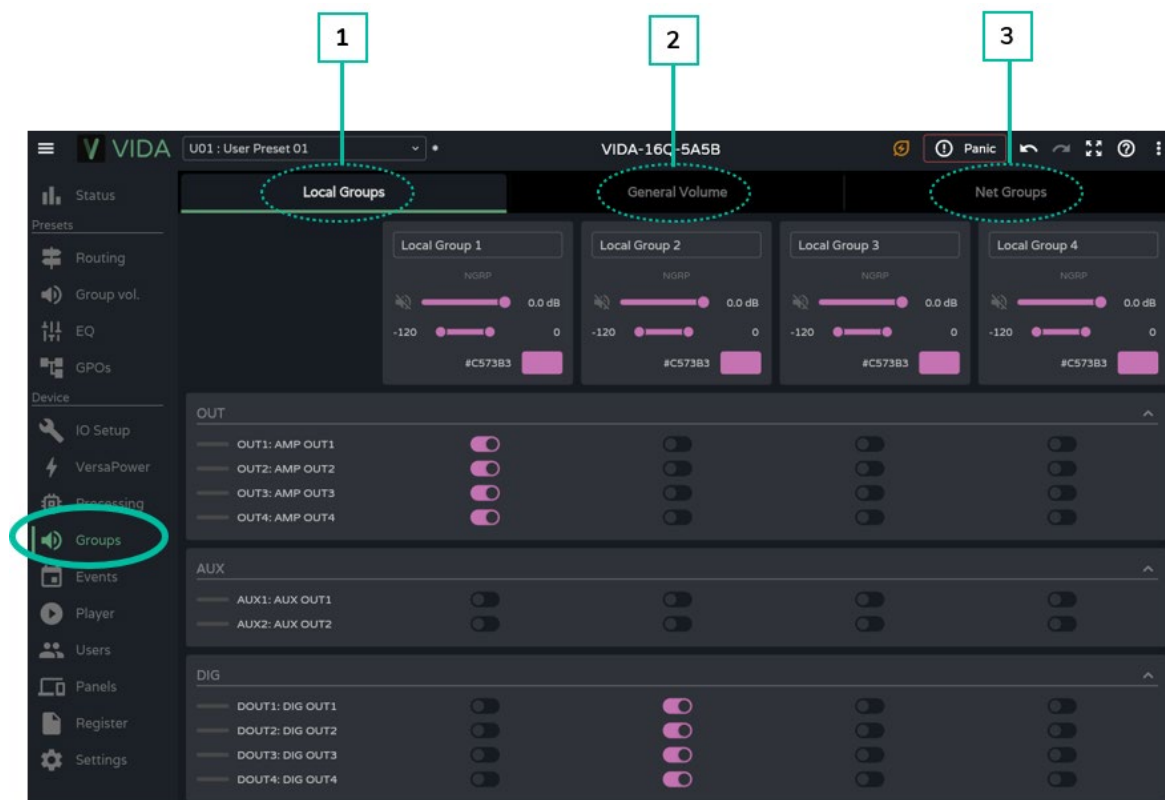 1
2
3
VIDA
U01 : User Preset 01
VIDA-16Q-5A5B
Panic
Status
Presets
Routing
Group vol.
EQ
GPOs
Device
IO Setup
VersaPower
Processing
Groups
Events
Player
Users
Panels
Register
Settings
Local Groups
General Volume
Net Groups
Local Group 1
Local Group 2
Local Group 3
Local Group 4
NGRP NGRP NGRP NGRP
0.0 dB 0.0 dB 0.0 dB 0.0 dB
-120 0 -120 0 -120 0 -120 0
#C573B3 #C573B3 #C573B3 #C573B3
OUT
OUT1: AMP OUT1
OUT2: AMP OUT2
OUT3: AMP OUT3
OUT4: AMP OUT4
AUX
AUX1: AUX OUT1
AUX2: AUX OUT2
DIG
DOUT1: DIG OUT1
DOUT2: DIG OUT2
DOUT3: DIG OUT3
DOUT4: DIG OUT4